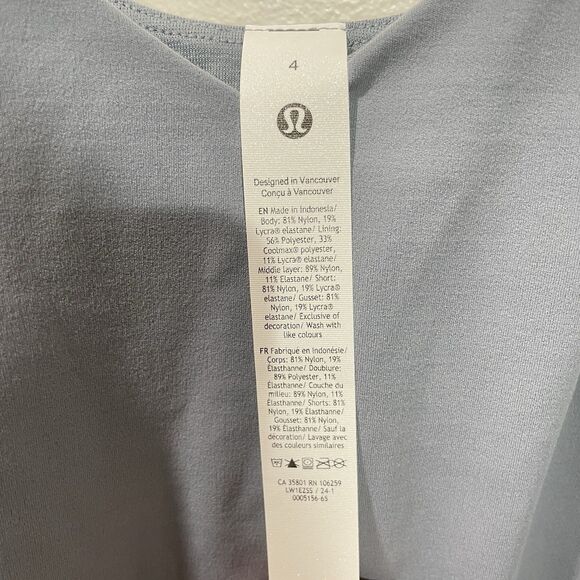 4
Designed in Vancouver
Conçu à Vancouver
EN Made in Indonesia/
Body: 81% Nylon, 19%
Lycra® elastane/ Lining:
56% Polyester, 33%
Coolmax® polyester,
11% Lycra® elastane/
Middle layer: 89% Nylon,
11% Elastane/ Short:
81% Nylon, 19% Lycra®
elastane/ Gusset: 81%
Nylon, 19% Lycra®
elastane/ Exclusive of
decoration/ Wash with
like colours
FR Fabriqué en Indonésie/
Corps: 81% Nylon, 19%
Élasthanne/ Doublure:
89% Polyester, 11%
Élasthanne/ Couche du
milieu: 89% Nylon, 11%
Élasthanne/ Shorts: 81%
Nylon, 19% Élasthanne/
Gousset: 81% Nylon,
19% Élasthanne/ Sauf la
décoration/ Lavage avec
des couleurs similaires
CA 35801 RN 106259
LW1EZSS / 24-1
0005156-65